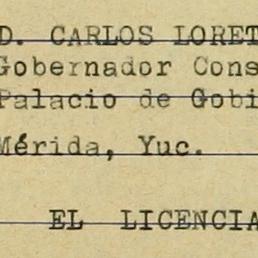 D. CARLOS LORET
Gobernador Cons
Palacio de Gobi
Mérida, Yuc.
EL LICENCIA